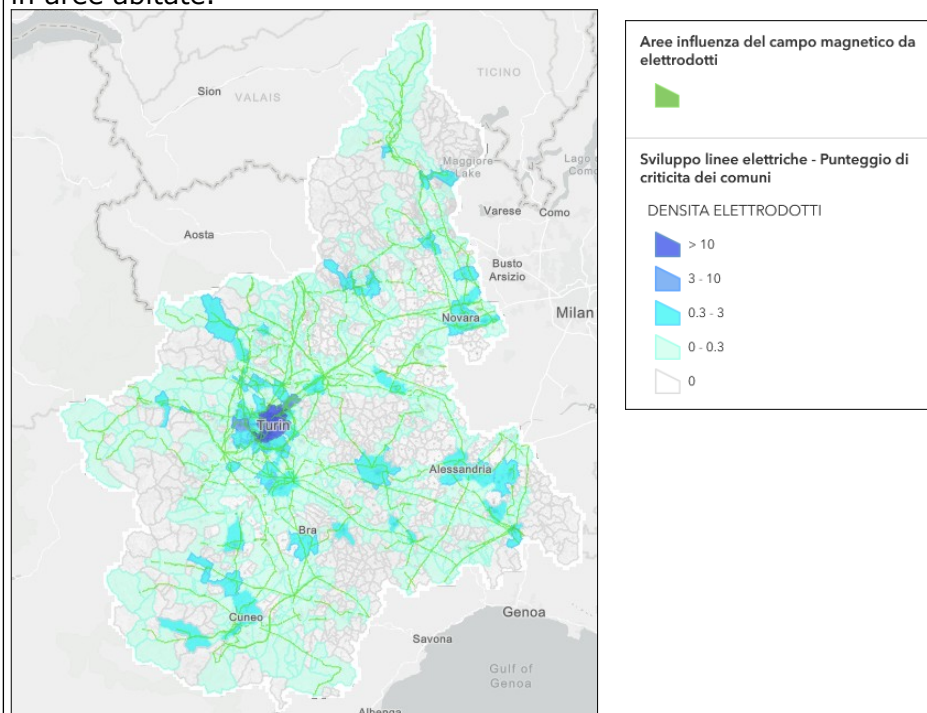 in aree abitate.
Sion
VALAIS
TICINO
Maggiore
Lake
Lago
Com
Varese
Como
Aosta
Busto
Arsizio
Novara
Milan
Turin
Alessandria
Bra
Cuneo
Genoa
Savona
Gulf of
Genoa
Albenga
Aree influenza del campo magnetico da
elettrodotti
Sviluppo linee elettriche - Punteggio di
criticita dei comuni
DENSITA ELETTRODOTTI
> 10
3 - 10
0.3 - 3
0 - 0.3
0